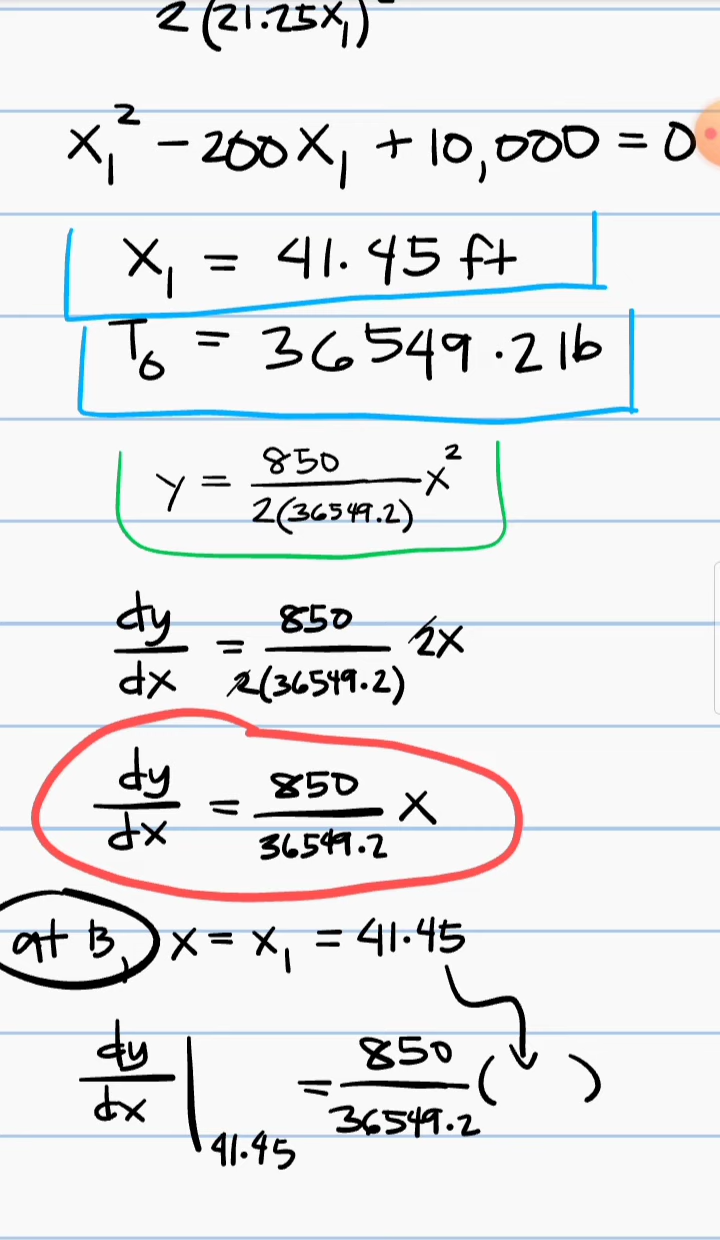 2(21.25x₁)
x₁² - 200x₁ + 10,000 = 0
x₁ = 41.45 ft
T₀ = 36549.2 lb
y = 850/2(36549.2) x²
dy/dx = 850/2(36549.2) 2x
dy/dx = 850/36549.2 x
at B, x = x₁ = 41.45
dy/dx |41.45 = 850/36549.2 ( )